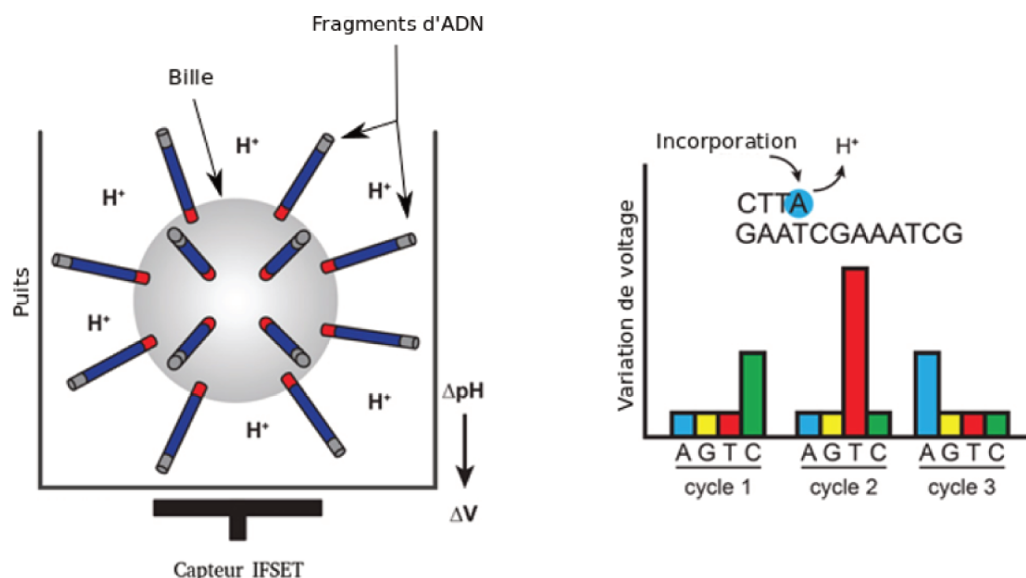 Fragments d'ADN
Bille
H⁺
H⁺
H⁺
H⁺
H⁺
H⁺
Puits
ΔpH
ΔV
Capteur IFSET
Incorporation
H⁺
CTTA
GAATCGAAATCG
Variation de voltage
A G T C
A G T C
A G T C
cycle 1
cycle 2
cycle 3